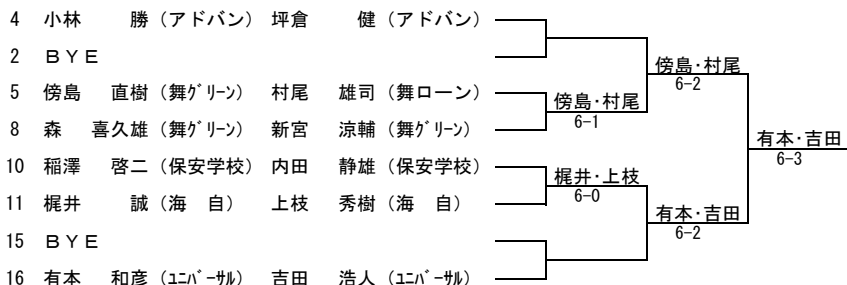 4 小林 勝 (アドバン) 坪倉 健 (アドバン)
2 ＢＹＥ
傍島・村尾
6-2
5 傍島 直樹 (舞グリーン) 村尾 雄司 (舞ローン)
傍島・村尾
6-1
8 森 喜久雄 (舞グリーン) 新宮 涼輔 (舞グリーン)
有本・吉田
6-3
10 稲澤 啓二 (保安学校) 内田 静雄 (保安学校)
梶井・上枝
6-0
11 梶井 誠 (海 自) 上枝 秀樹 (海 自)
有本・吉田
6-2
15 ＢＹＥ
16 有本 和彦 (ユニバーサル) 吉田 浩人 (ユニバーサル)